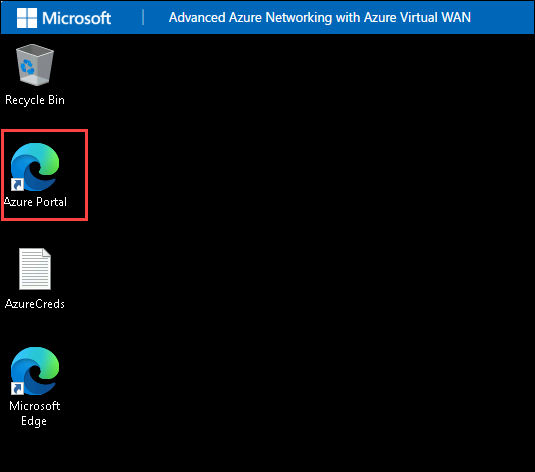 Microsoft | Advanced Azure Networking with Azure Virtual WAN
Recycle Bin
Azure Portal
AzureCreds
Microsoft
Edge